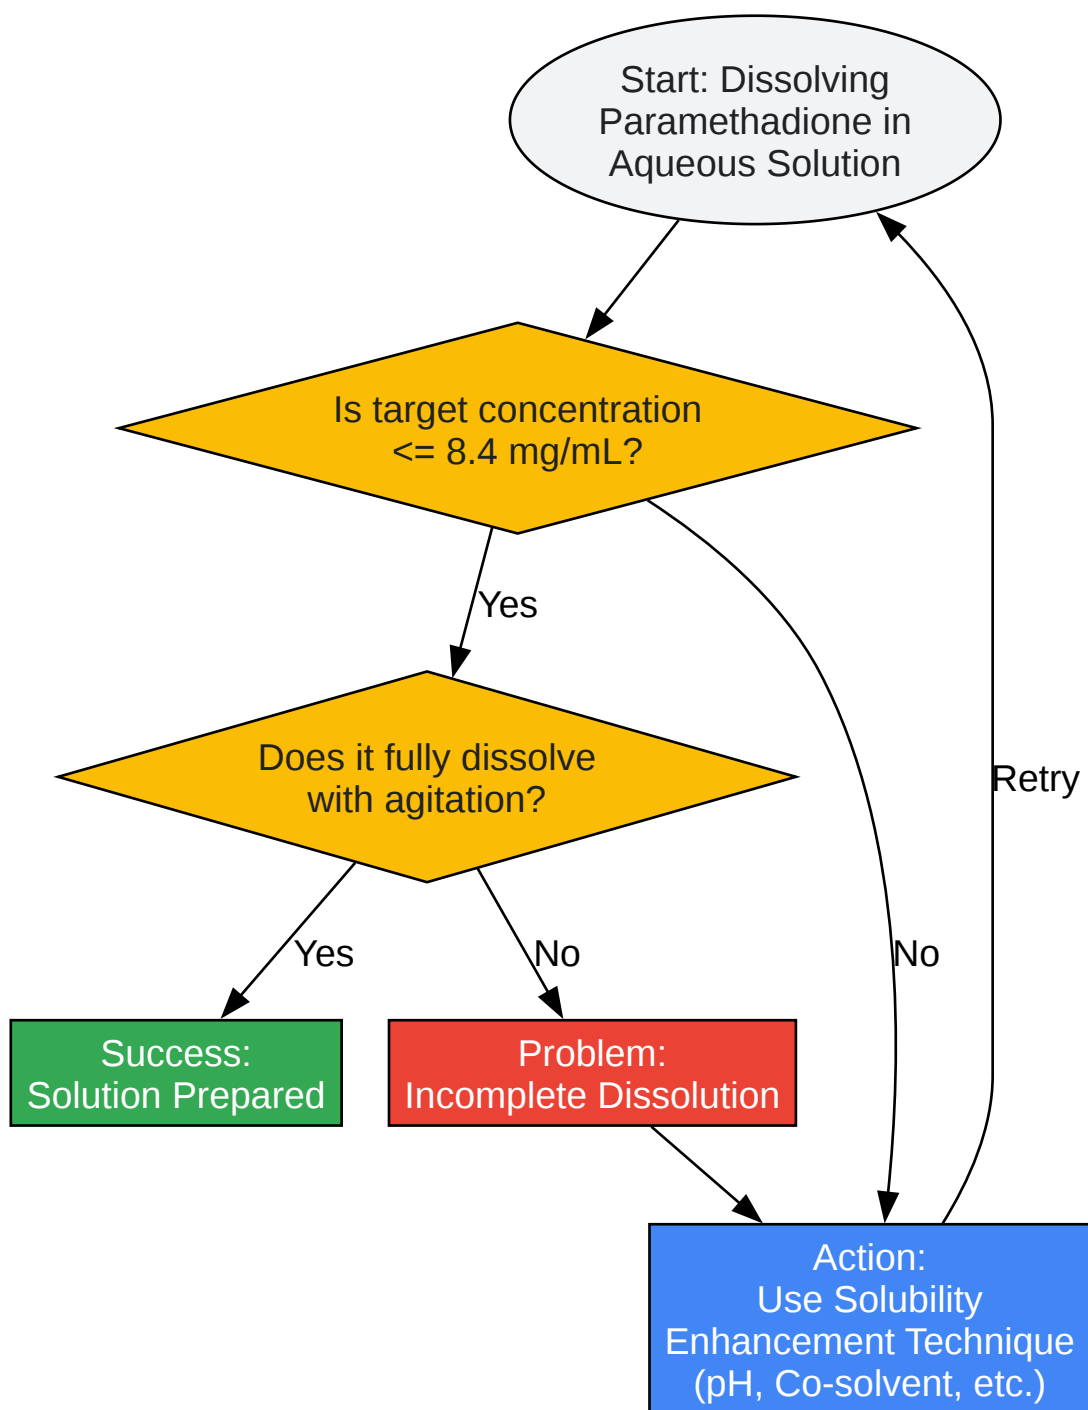 Start: Dissolving
Paramethadione in
Aqueous Solution
Is target concentration
<= 8.4 mg/mL?
Yes
Does it fully dissolve
with agitation?
Retry
Yes
No
No
Success:
Solution Prepared
Problem:
Incomplete Dissolution
Action:
Use Solubility
Enhancement Technique
(pH, Co-solvent, etc.)